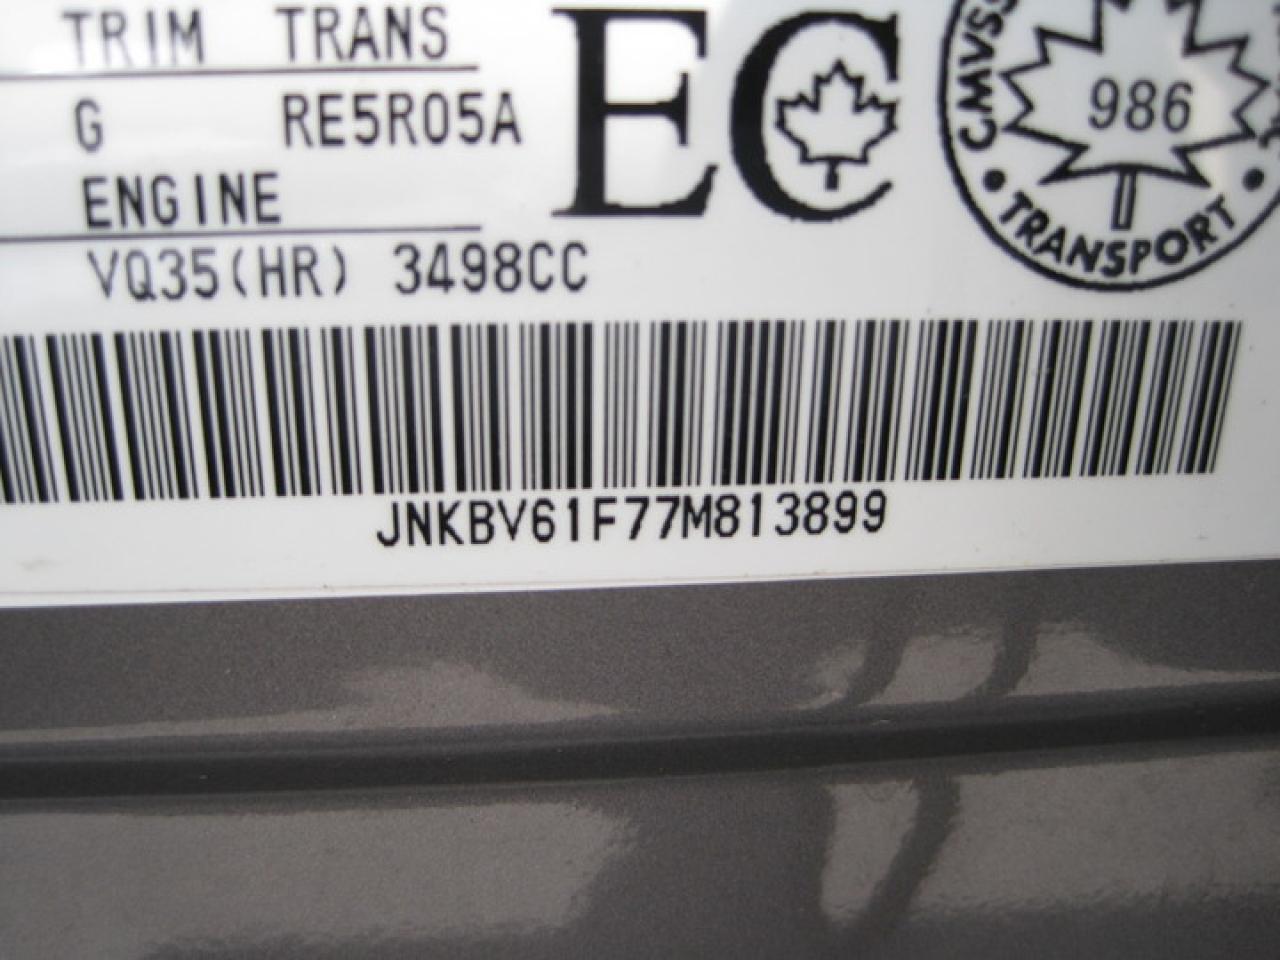 TRIM TRANS
G RE5R05A
ENGINE
VQ35(HR) 3498CC
EC
CMVSS
986
TRANSPORT
JNKBV61F77M813899